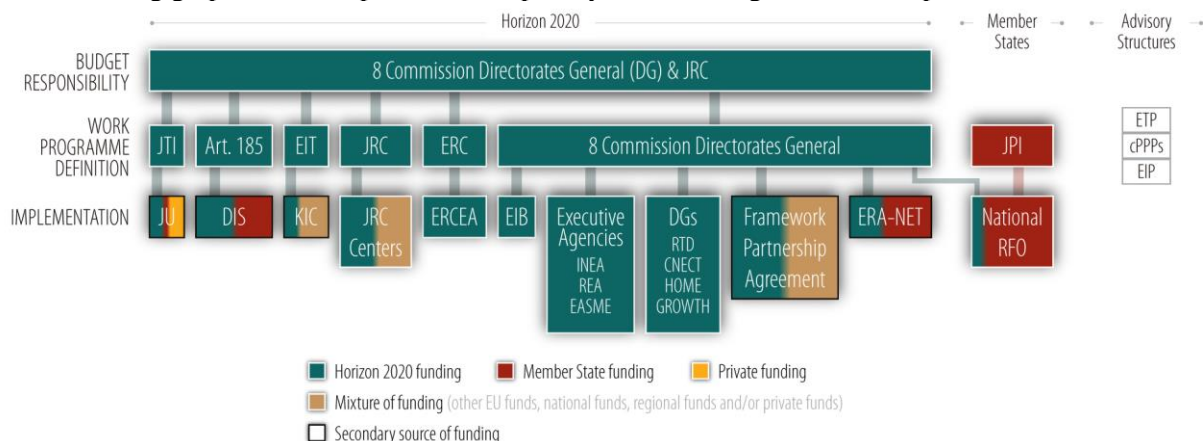 Horizon 2020
Member
States
Advisory
Structures
BUDGET
RESPONSIBILITY
8 Commission Directorates General (DG) & JRC
WORK
PROGRAMME
DEFINITION
JTI
Art. 185
EIT
JRC
ERC
8 Commission Directorates General
JPI
ETP
cPPPs
EIP
IMPLEMENTATION
JU
DIS
KIC
JRC
Centers
ERCEA
EIB
Executive
Agencies
INEA
REA
EASME
DGs
RTD
CNECT
HOME
GROWTH
Framework
Partnership
Agreement
ERA-NET
National
RFO
Horizon 2020 funding
Member State funding
Private funding
Mixture of funding (other EU funds, national funds, regional funds and/or private funds)
Secondary source of funding